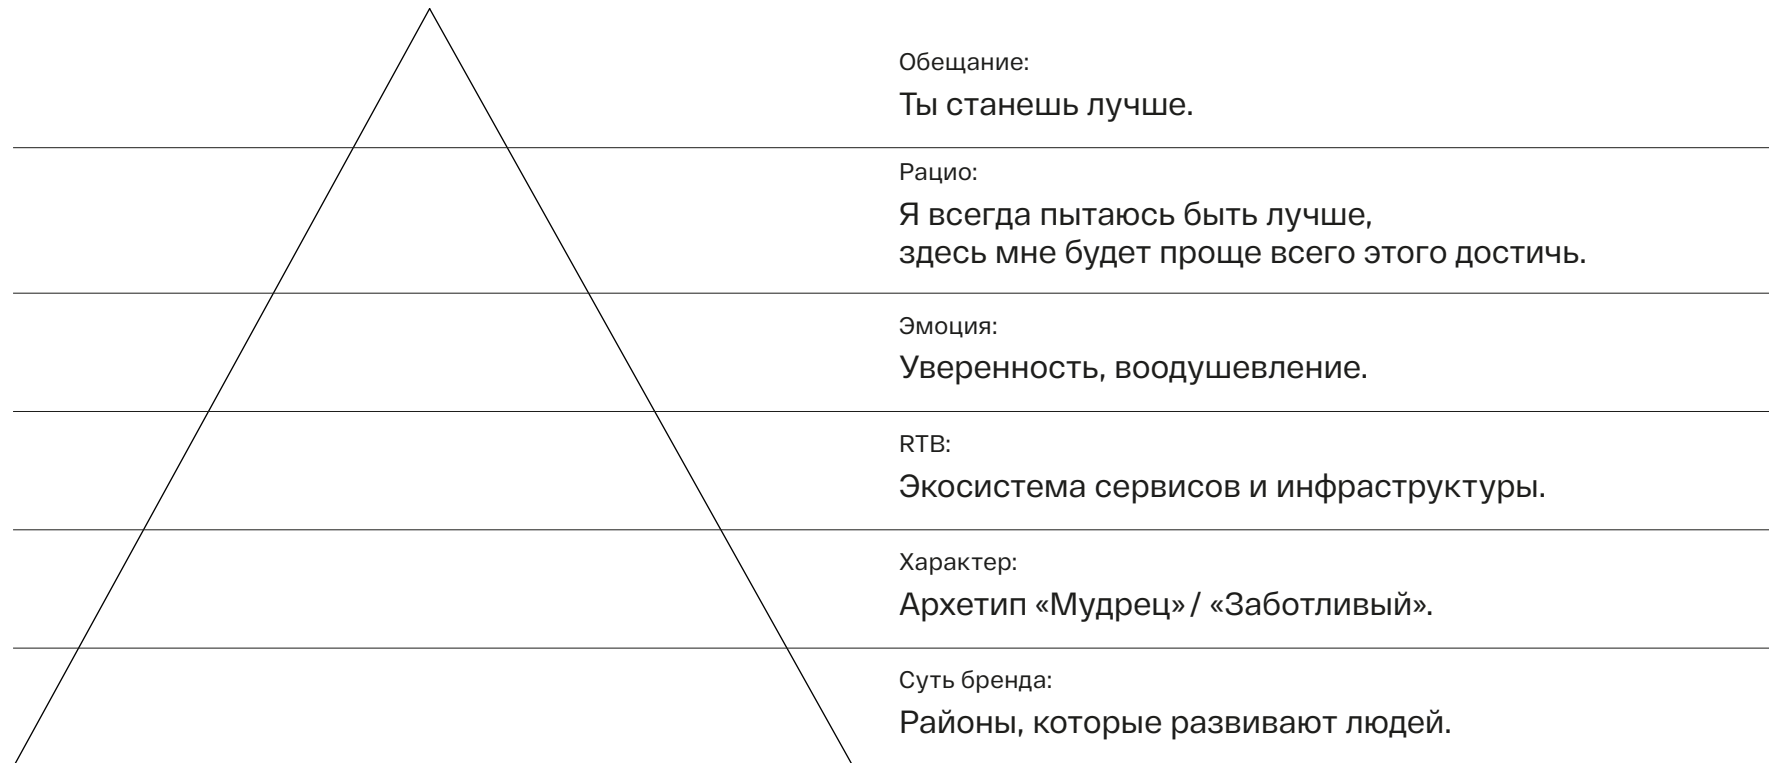 Обещание:
Ты станешь лучше.
Рацио:
Я всегда пытаюсь быть лучше,
здесь мне будет проще всего этого достичь.
Эмоция:
Уверенность, воодушевление.
RTB:
Экосистема сервисов и инфраструктуры.
Характер:
Архетип «Мудрец» / «Заботливый».
Суть бренда:
Районы, которые развивают людей.